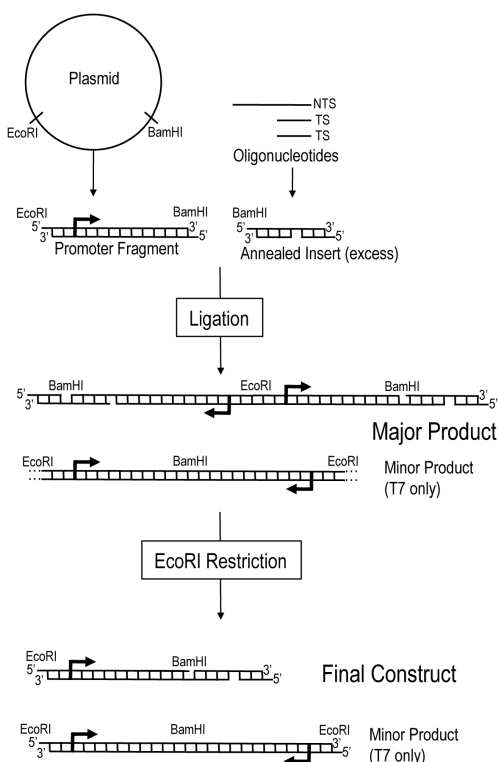 Plasmid
EcoRI BamHI
NTS
TS
TS
Oligonucleotides
EcoRI BamHI
5' 3'
3' 5'
Promoter Fragment
BamHI
5' 3'
3' 5'
Annealed Insert (excess)
Ligation
BamHI EcoRI BamHI
5' 3'
3' 5'
Major Product
EcoRI BamHI EcoRI
Minor Product
(T7 only)
EcoRI Restriction
EcoRI BamHI
5' 3'
3' 5'
Final Construct
EcoRI BamHI EcoRI
5' 3'
3' 5'
Minor Product
(T7 only)